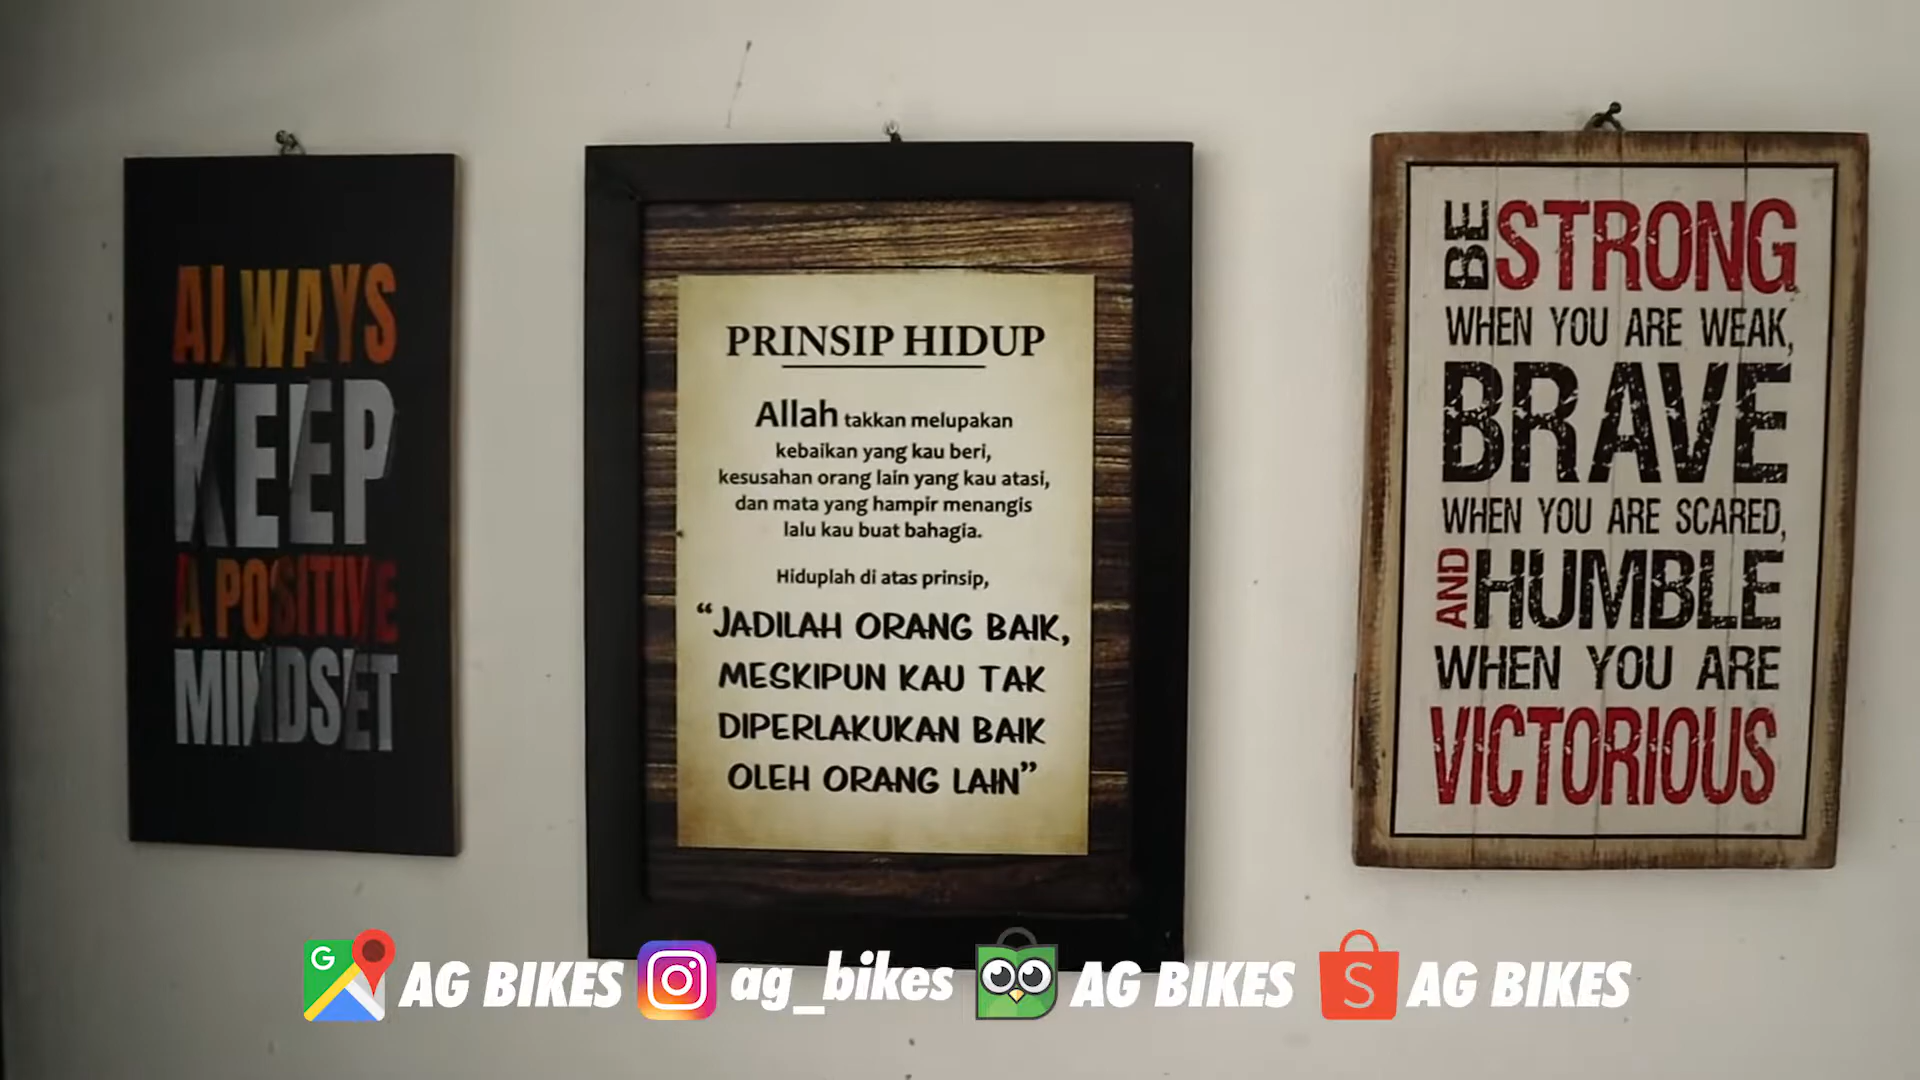 ALWAYS
KEEP
A POSITIVE
MINDSET
PRINSIP HIDUP
Allah takkan melupakan
kebaikan yang kau beri,
kesusahan orang lain yang kau atasi,
dan mata yang hampir menangis
lalu kau buat bahagia.
Hiduplah di atas prinsip,
“JADILAH ORANG BAIK,
MESKIPUN KAU TAK
DIPERLAKUKAN BAIK
OLEH ORANG LAIN”
BE STRONG
WHEN YOU ARE WEAK,
BRAVE
WHEN YOU ARE SCARED,
AND HUMBLE
WHEN YOU ARE
VICTORIOUS
G AG BIKES ag_bikes AG BIKES S AG BIKES